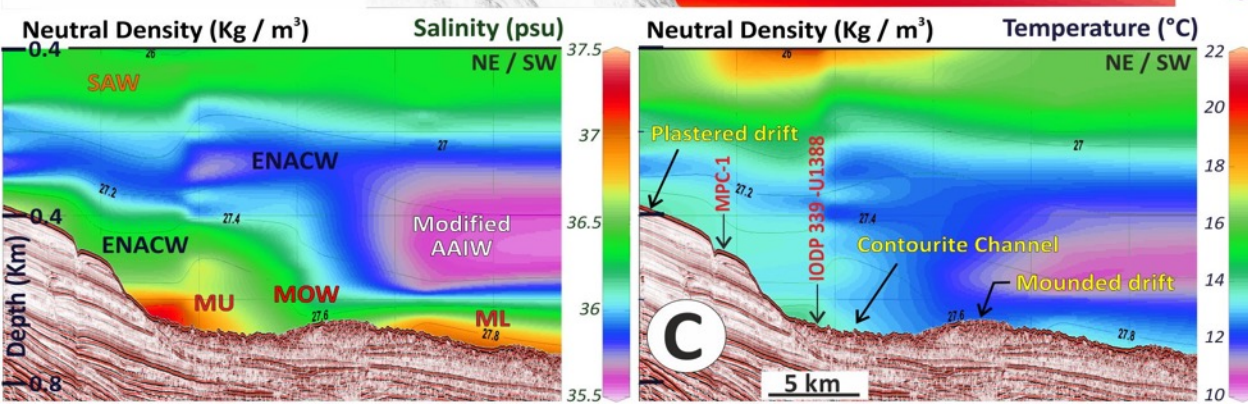 Neutral Density (Kg / m³)
Salinity (psu)
0.4
26
NE / SW
37.5
SAW
37
27
ENACW
27.2
27.4
0.4
36.5
ENACW
Modified
AAIW
Depth (Km)
MU
MOW
36
27.6
ML
27.8
0.8
35.5
Neutral Density (Kg / m³)
Temperature (°C)
26
NE / SW
22
20
Plastered drift
27
18
MPC-1
27.2
IODP 339 -U1388
27.4
16
Contourite Channel
14
Mounded drift
27.6
27.8
12
C
5 km
10